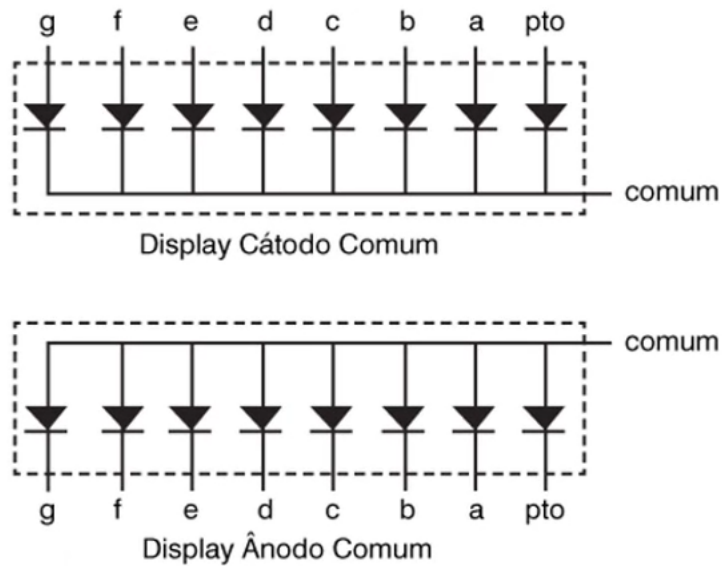 g f e d c b a pto
comum
Display Cátodo Comum
comum
g f e d c b a pto
Display Ânodo Comum